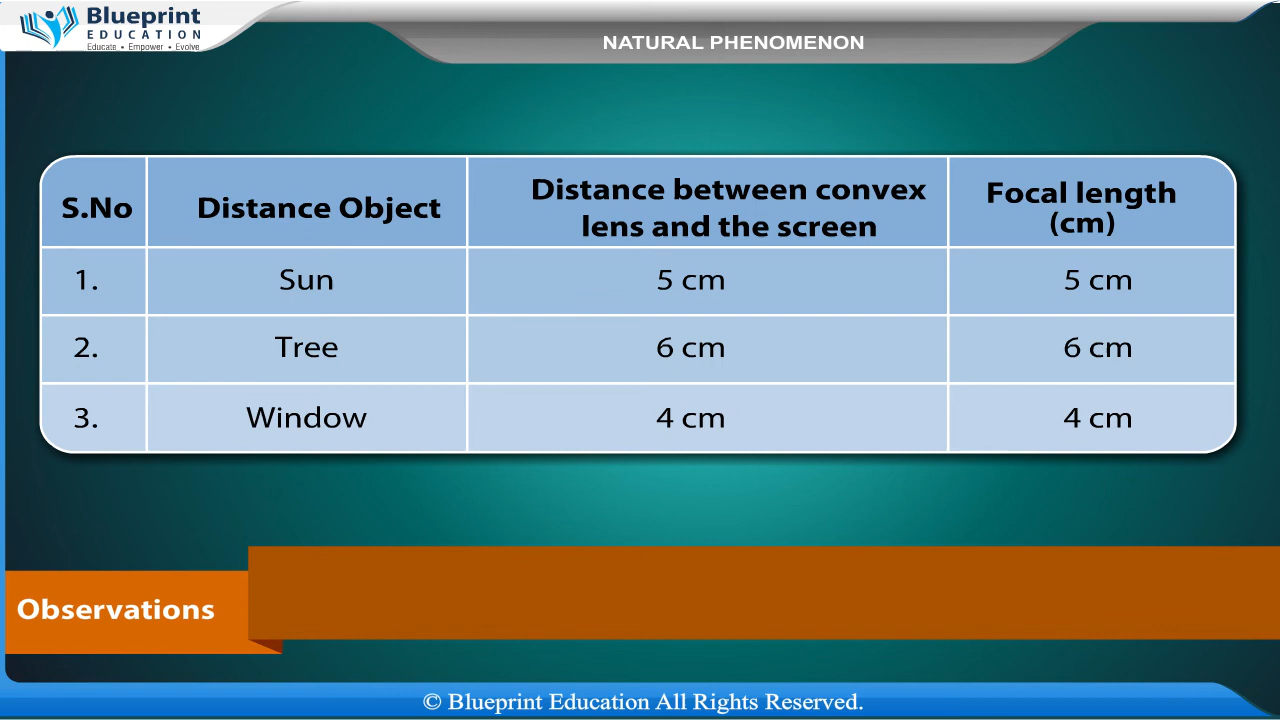 Blueprint
EDUCATION
Educate • Empower • Evolve
NATURAL PHENOMENON
S.No Distance Object Distance between convex lens and the screen Focal length (cm)
1. Sun 5 cm 5 cm
2. Tree 6 cm 6 cm
3. Window 4 cm 4 cm
Observations
© Blueprint Education All Rights Reserved.